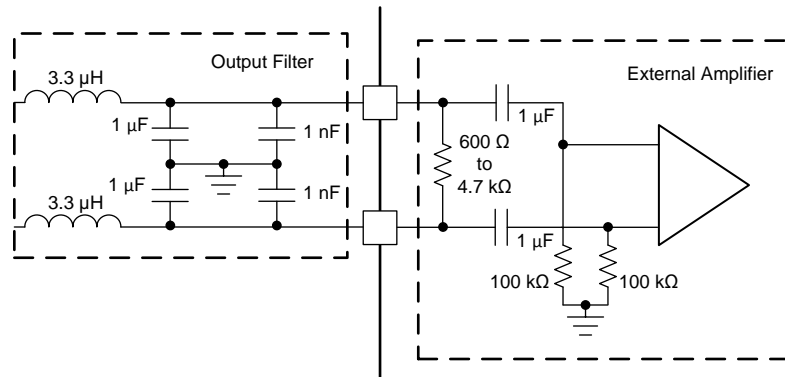 Output Filter
External Amplifier
3.3 µH
1 µF
1 nF
1 µF
600 Ω
to
4.7 kΩ
1 µF
1 nF
3.3 µH
1 µF
100 kΩ
100 kΩ